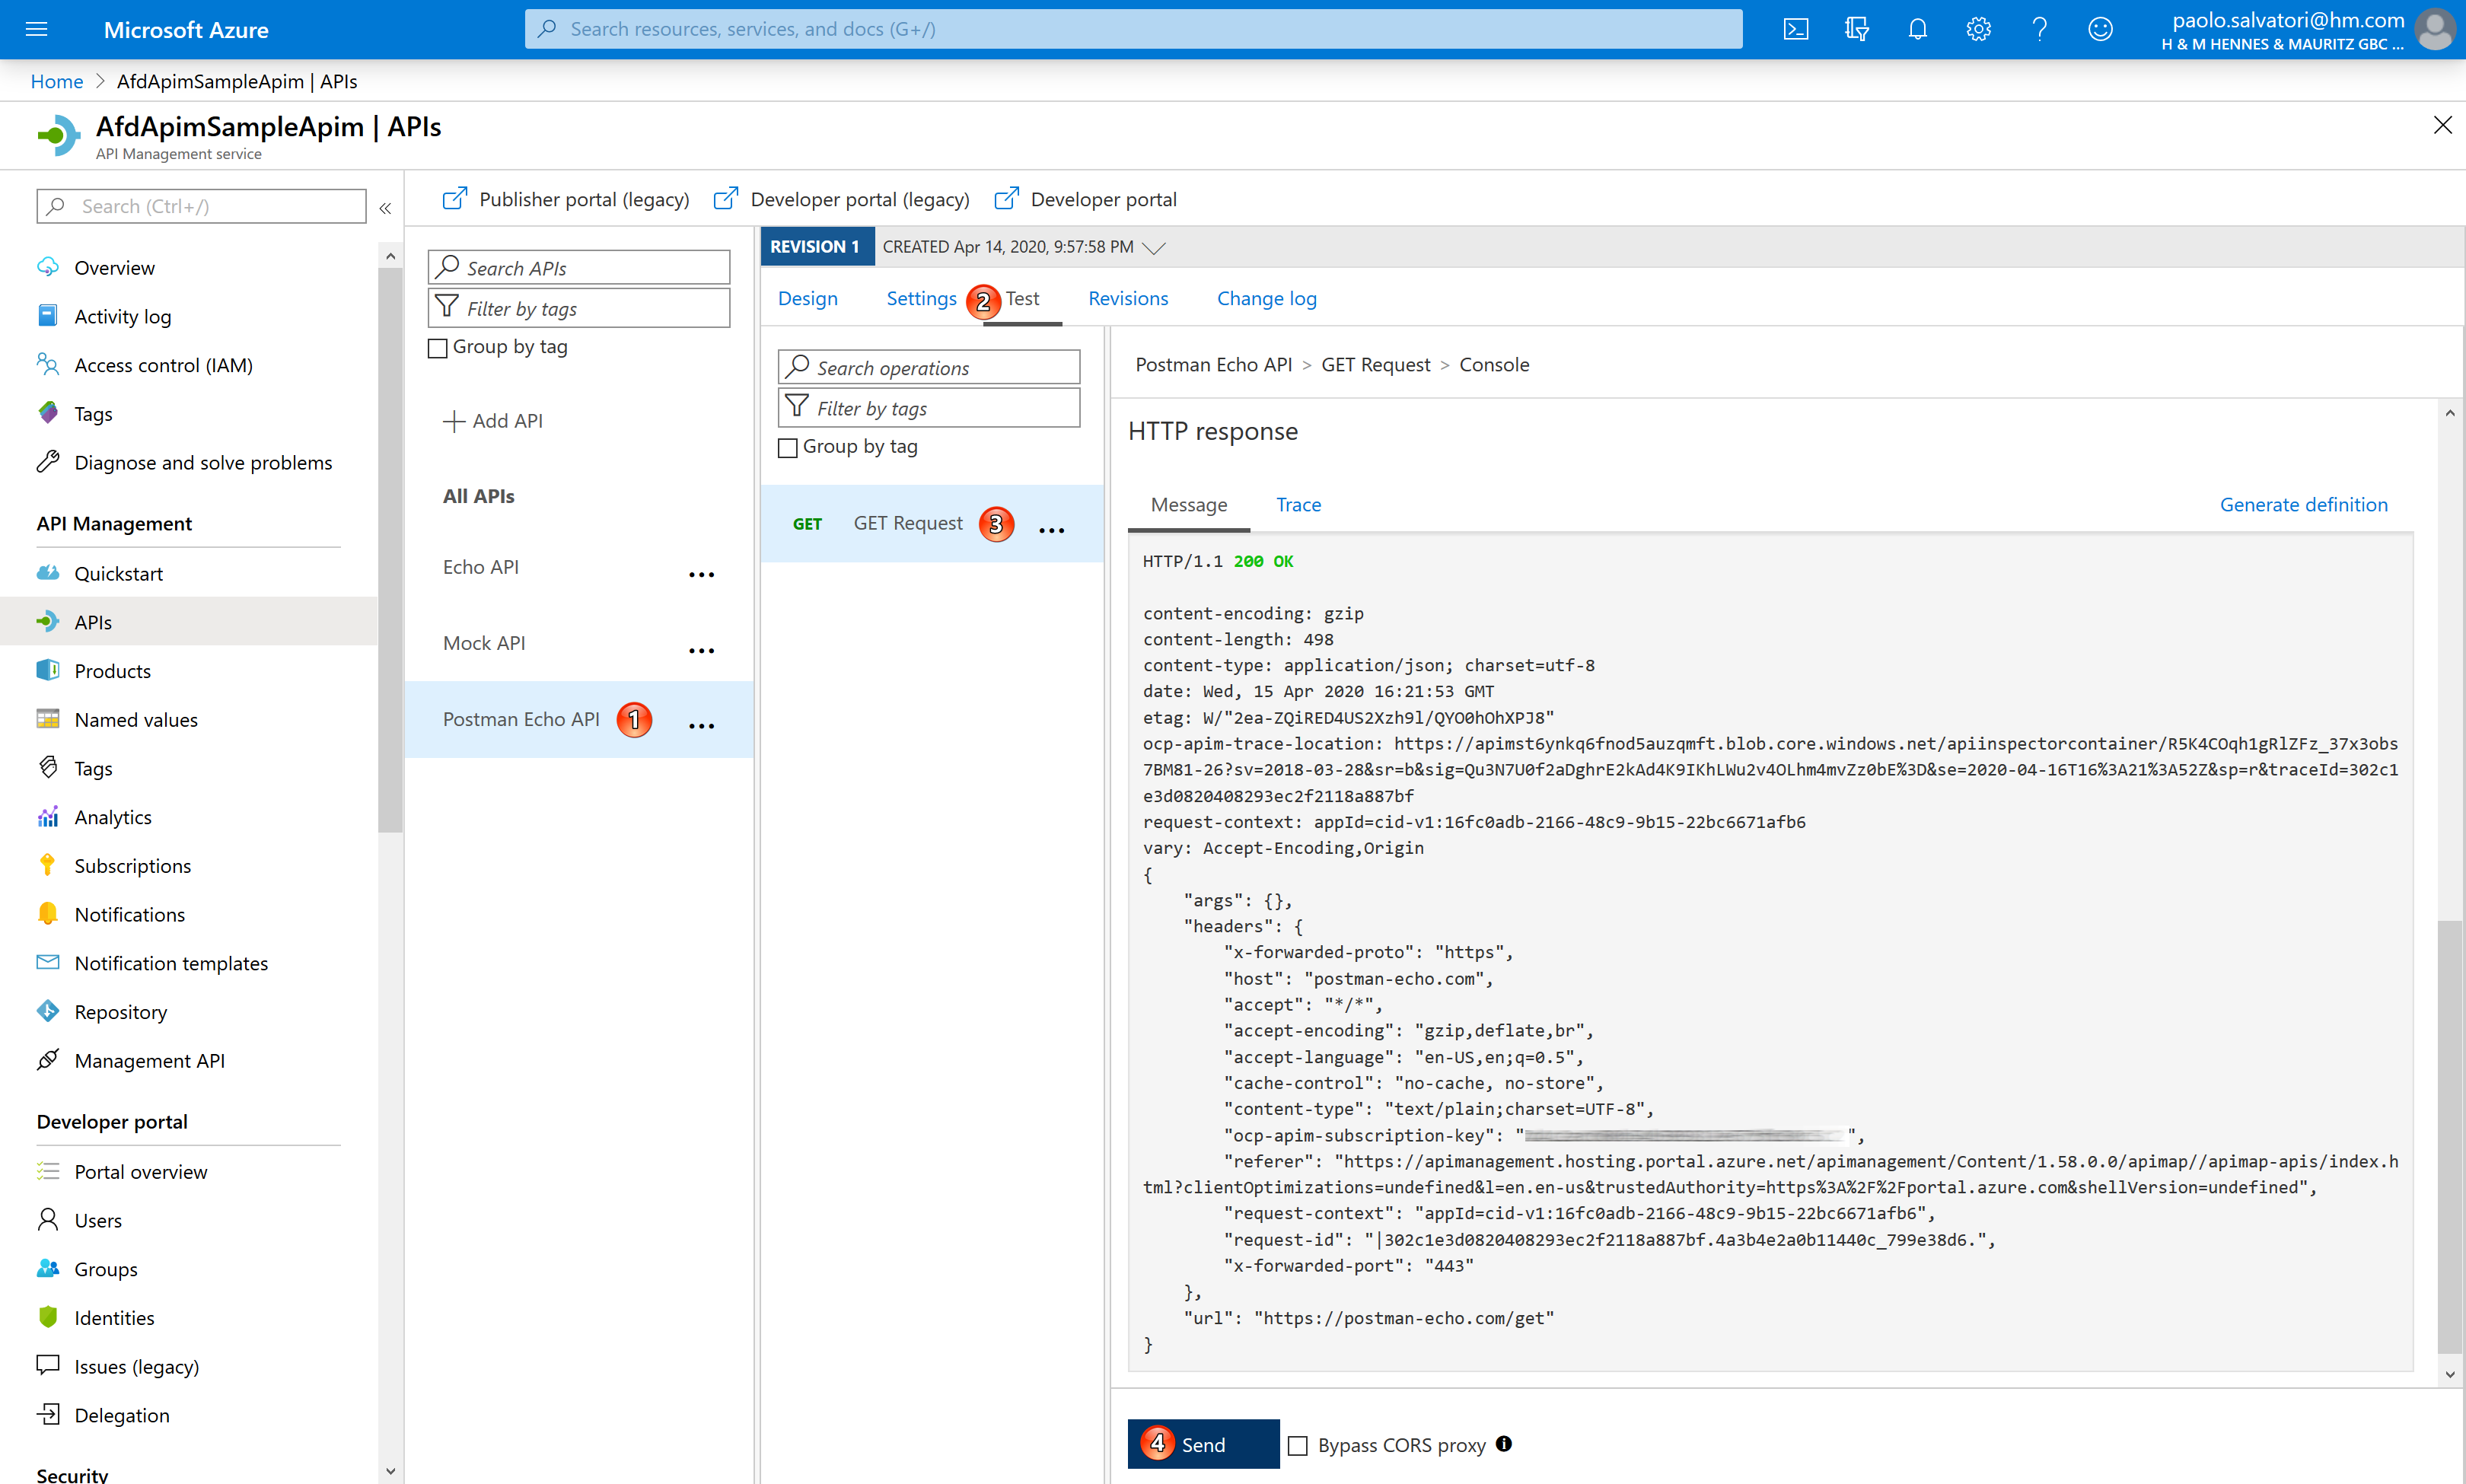 Microsoft Azure
Search resources, services, and docs (G+/)
paolo.salvatori@hm.com
H & M HENNES & MAURITZ GBC ...
Home > AfdApimSampleApim | APIs
AfdApimSampleApim | APIs
API Management service
Search (Ctrl+/)
«
Overview
Activity log
Access control (IAM)
Tags
Diagnose and solve problems
API Management
Quickstart
APIs
Products
Named values
Tags
Analytics
Subscriptions
Notifications
Notification templates
Repository
Management API
Developer portal
Portal overview
Users
Groups
Identities
Issues (legacy)
Delegation
Security
Publisher portal (legacy)
Developer portal (legacy)
Developer portal
Search APIs
Filter by tags
Group by tag
Add API
All APIs
Echo API ...
Mock API ...
Postman Echo API 1 ...
REVISION 1 CREATED Apr 14, 2020, 9:57:58 PM
Design Settings 2 Test Revisions Change log
Search operations
Filter by tags
Group by tag
GET GET Request 3 ...
Postman Echo API > GET Request > Console
HTTP response
Message Trace Generate definition
HTTP/1.1 200 OK
content-encoding: gzip
content-length: 498
content-type: application/json; charset=utf-8
date: Wed, 15 Apr 2020 16:21:53 GMT
etag: W/"2ea-ZQiRED4US2Xzh9l/QYO0hOhXPJ8"
ocp-apim-trace-location: https://apimst6ynkq6fnod5auzqmft.blob.core.windows.net/apiinspectorcontainer/R5K4COqh1gRlZFz_37x3obs
7BM81-26?sv=2018-03-28&sr=b&sig=Qu3N7U0f2aDghrE2kAd4K9IKhLWu2v4OLhm4mvZz0bE%3D&se=2020-04-16T16%3A21%3A52Z&sp=r&traceId=302c1
e3d0820408293ec2f2118a887bf
request-context: appId=cid-v1:16fc0adb-2166-48c9-9b15-22bc6671afb6
vary: Accept-Encoding,Origin
{
"args": {},
"headers": {
"x-forwarded-proto": "https",
"host": "postman-echo.com",
"accept": "*/*",
"accept-encoding": "gzip,deflate,br",
"accept-language": "en-US,en;q=0.5",
"cache-control": "no-cache, no-store",
"content-type": "text/plain;charset=UTF-8",
"ocp-apim-subscription-key": "",
"referer": "https://apimanagement.hosting.portal.azure.net/apimanagement/Content/1.58.0.0/apimap//apimap-apis/index.h
tml?clientOptimizations=undefined&l=en.en-us&trustedAuthority=https%3A%2F%2Fportal.azure.com&shellVersion=undefined",
"request-context": "appId=cid-v1:16fc0adb-2166-48c9-9b15-22bc6671afb6",
"request-id": "|302c1e3d0820408293ec2f2118a887bf.4a3b4e2a0b11440c_799e38d6.",
"x-forwarded-port": "443"
},
"url": "https://postman-echo.com/get"
}
4 Send Bypass CORS proxy